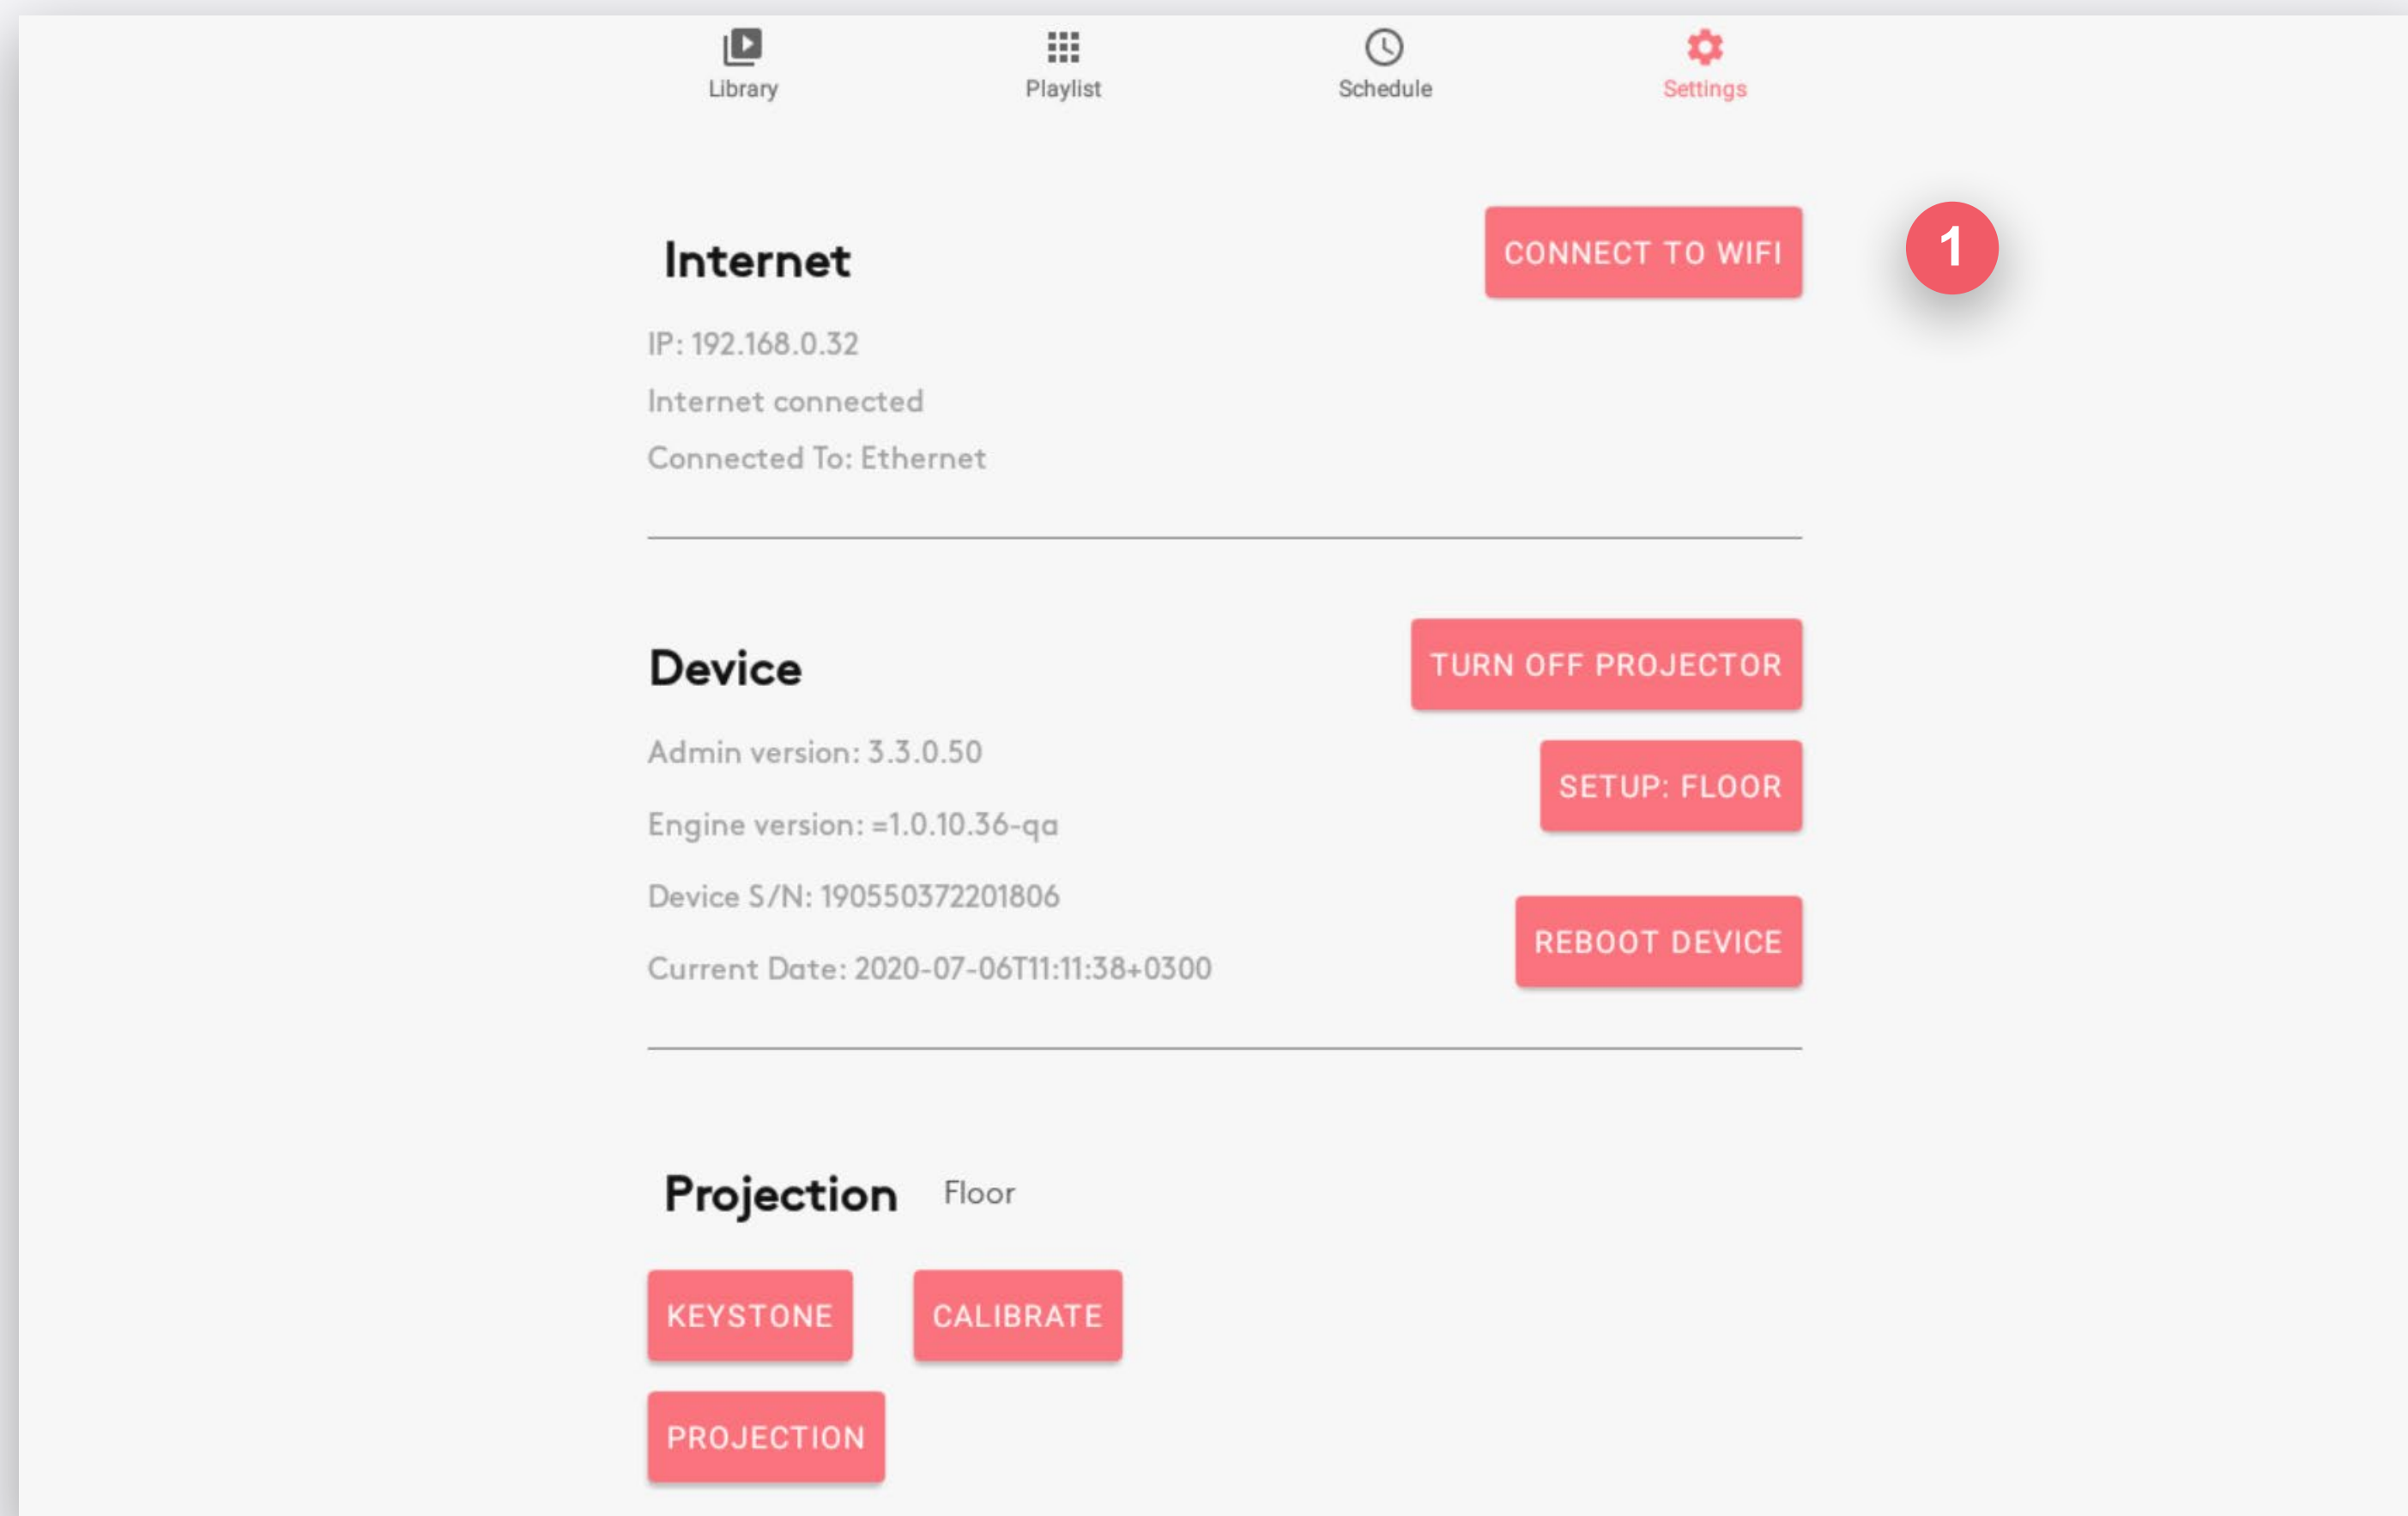 Library
Playlist
Schedule
Settings
Internet
CONNECT TO WIFI
1
IP: 192.168.0.32
Internet connected
Connected To: Ethernet
Device
TURN OFF PROJECTOR
Admin version: 3.3.0.50
SETUP: FLOOR
Engine version: =1.0.10.36-qa
Device S/N: 190550372201806
REBOOT DEVICE
Current Date: 2020-07-06T11:11:38+0300
Projection Floor
KEYSTONE
CALIBRATE
PROJECTION